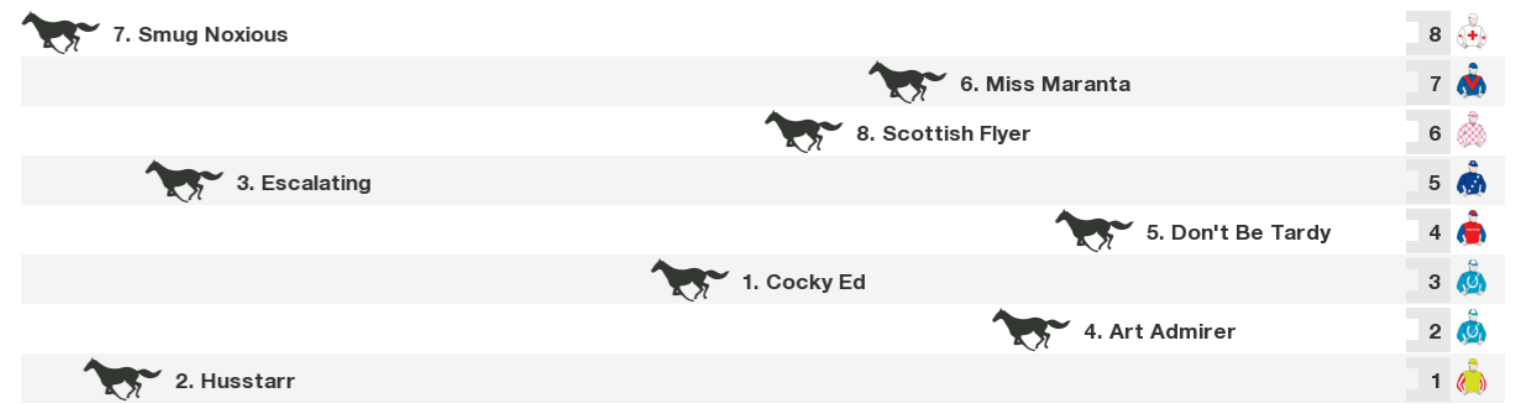 7. Smug Noxious 8
6. Miss Maranta 7
8. Scottish Flyer 6
3. Escalating 5
5. Don't Be Tardy 4
1. Cocky Ed 3
4. Art Admirer 2
2. Husstarr 1